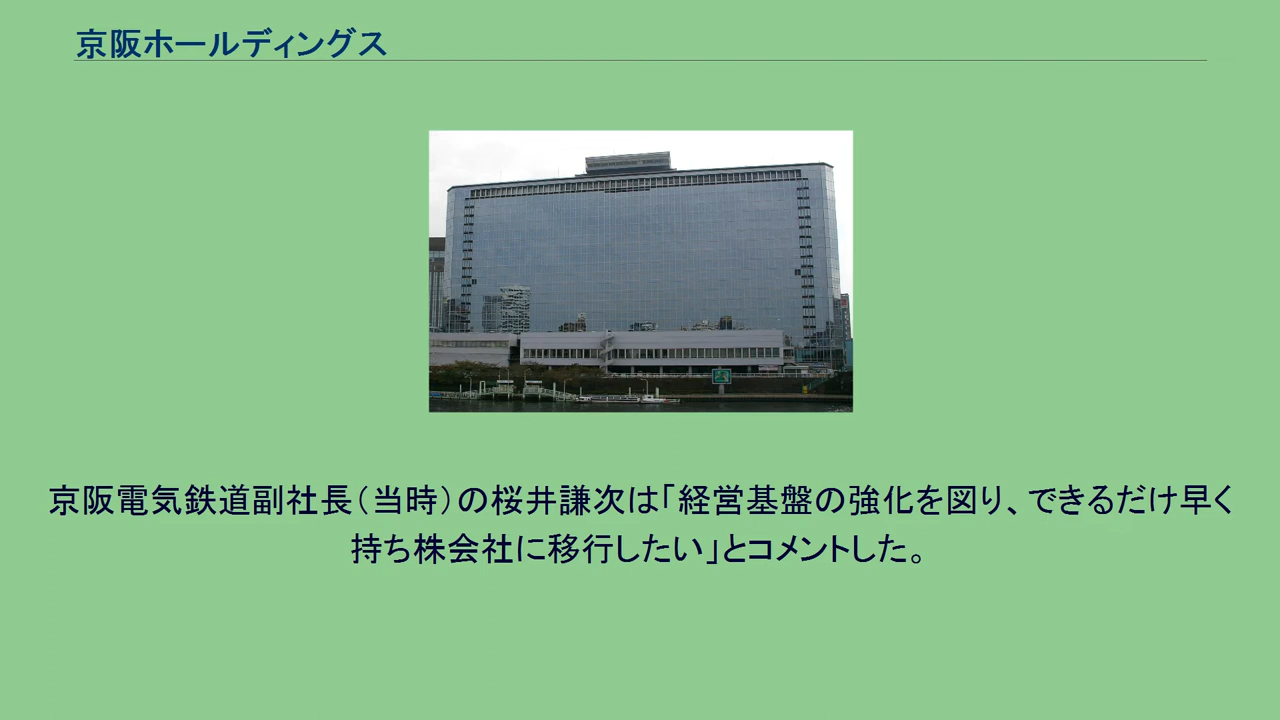 京阪ホールディングス
京阪電気鉄道副社長（当時）の桜井謙次は「経営基盤の強化を図り、できるだけ早く
持ち株会社に移行したい」とコメントした。